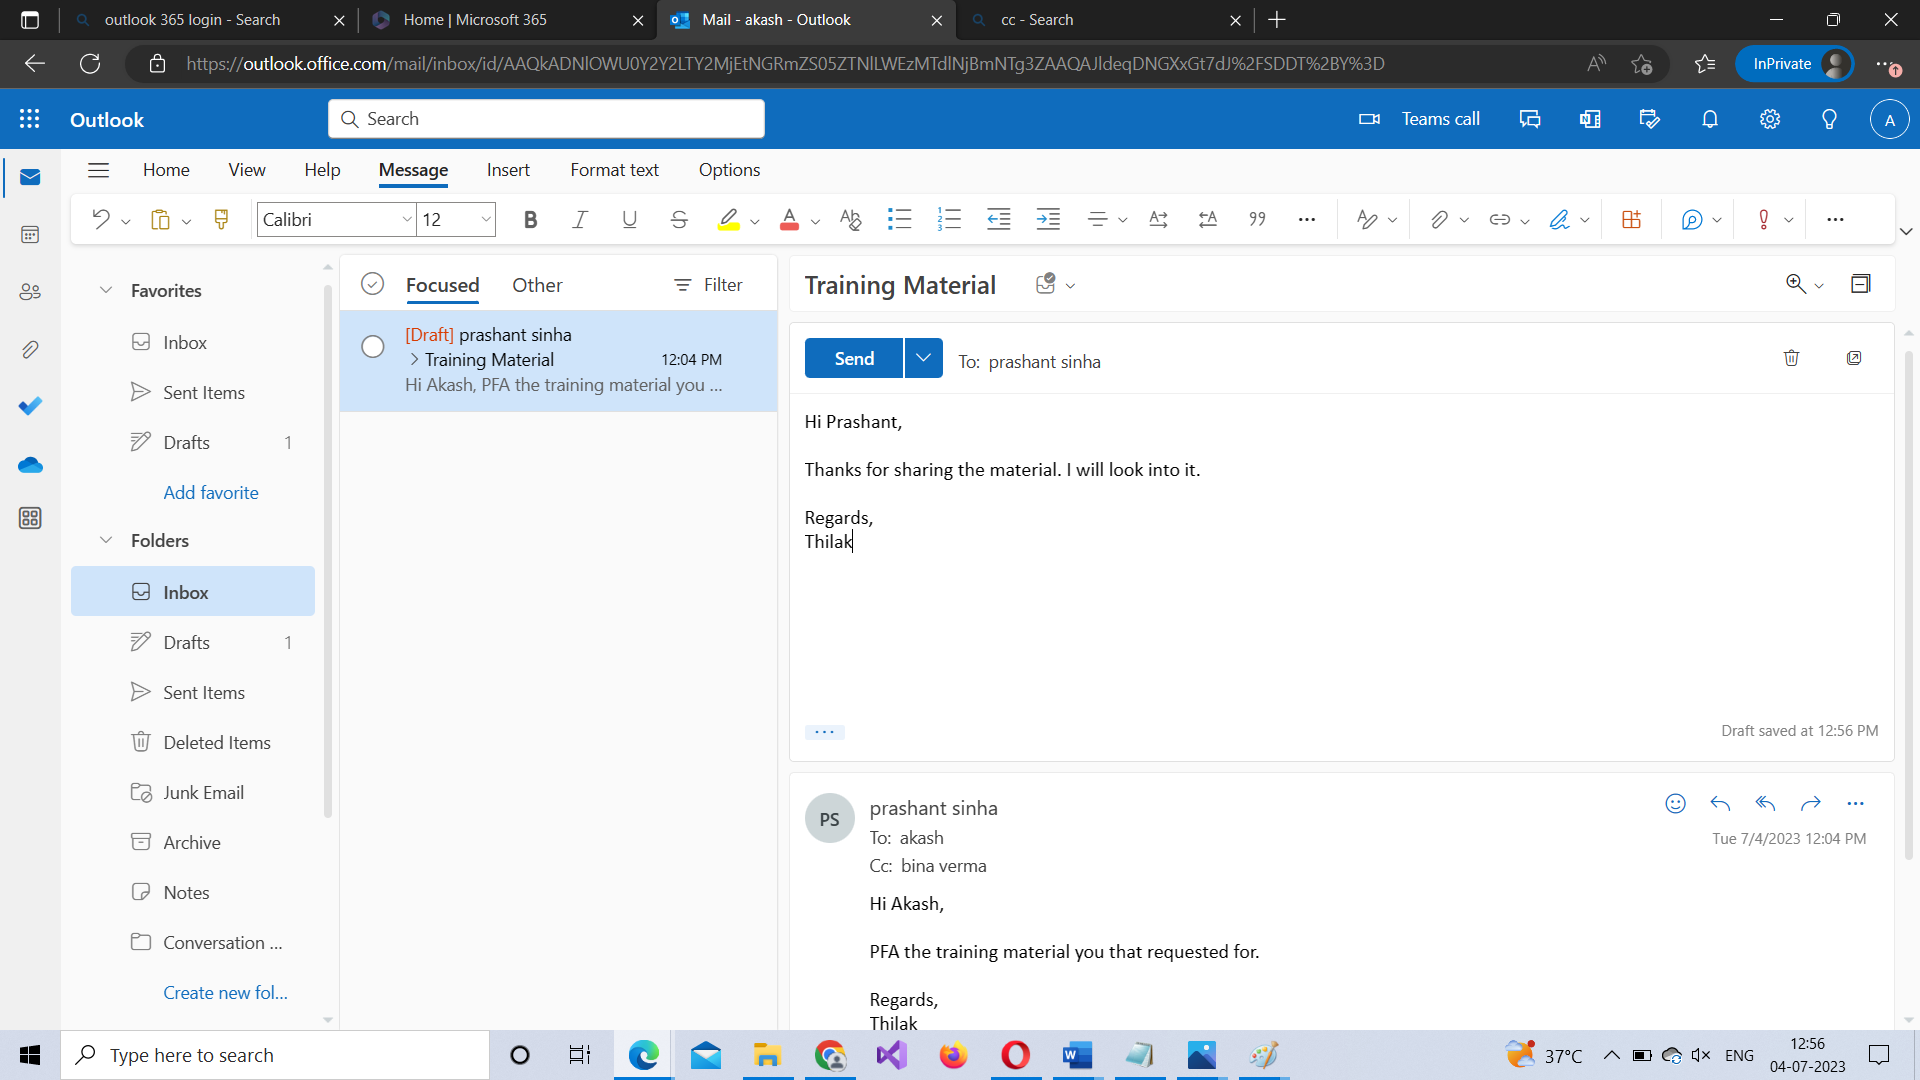 outlook 365 login - Search
Home | Microsoft 365
Mail - akash - Outlook
cc - Search
https://outlook.office.com/mail/inbox/id/AAQkADNlOWU0Y2Y2LTY2MjEtNGRmZS05ZTNlLWEzMTdlNjBmNTg3ZAAQAJldeqDNGXxGt7dJ%2FSDDT%2BY%3D
InPrivate
Outlook
Search
Teams call
A
Home
View
Help
Message
Insert
Format text
Options
Calibri
12
Favorites
Inbox
Sent Items
Drafts 1
Add favorite
Folders
Inbox
Drafts 1
Sent Items
Deleted Items
Junk Email
Archive
Notes
Conversation ...
Create new fol...
Focused
Other
Filter
[Draft] prashant sinha
Training Material 12:04 PM
Hi Akash, PFA the training material you ...
Training Material
Send
To: prashant sinha
Hi Prashant,
Thanks for sharing the material. I will look into it.
Regards,
Thilak
Draft saved at 12:56 PM
PS
prashant sinha
To: akash
Cc: bina verma
Tue 7/4/2023 12:04 PM
Hi Akash,
PFA the training material you that requested for.
Regards,
Thilak
Type here to search
37°C
ENG
12:56
04-07-2023